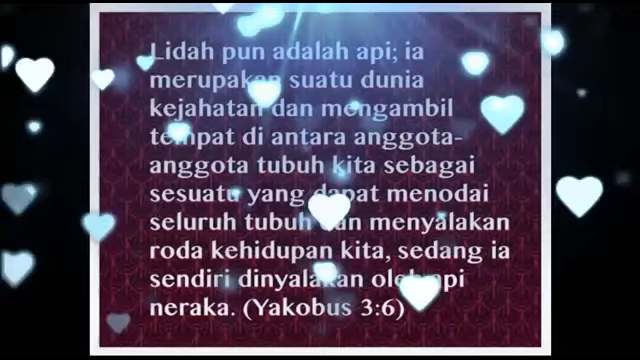 Lidah pun adalah api; ia
merupakan suatu dunia
kejahatan dan mengambil
tempat di antara anggota-
anggota tubuh kita sebagai
sesuatu yang dapat menodai
seluruh tubuh dan menyalakan
roda kehidupan kita, sedang ia
sendiri dinyalakan oleh api
neraka. (Yakobus 3:6)